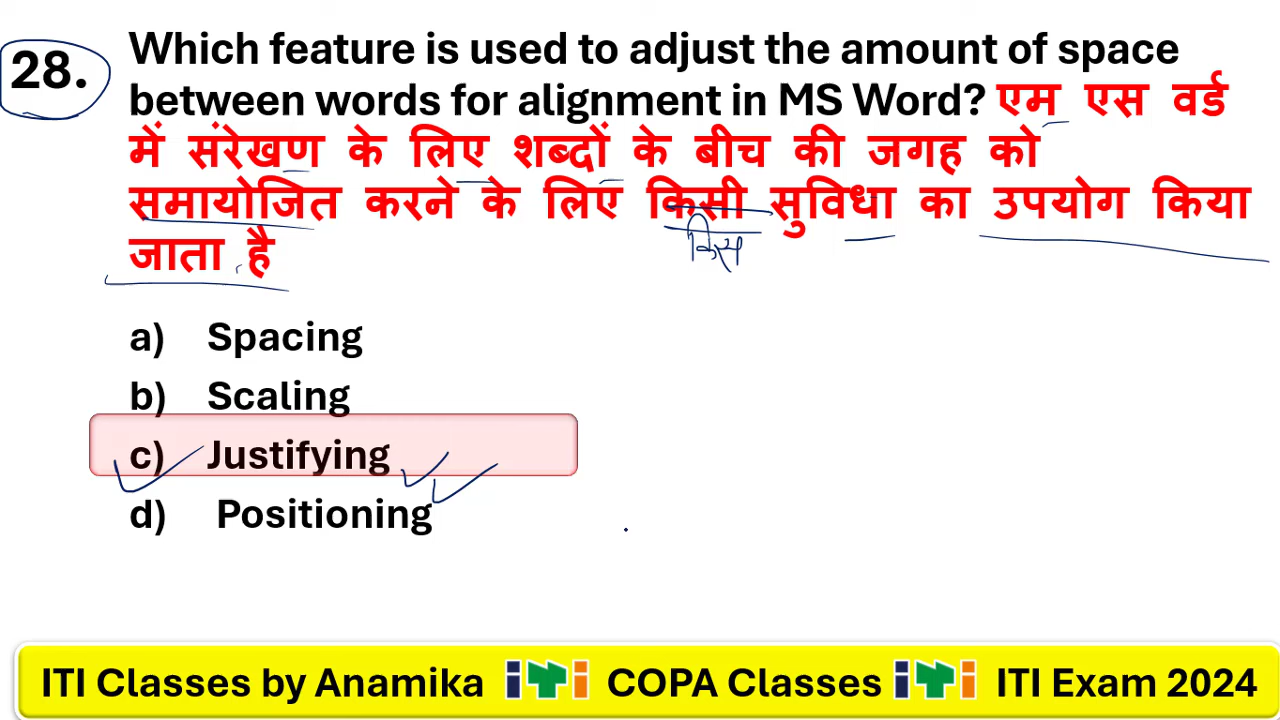 28. Which feature is used to adjust the amount of space
between words for alignment in MS Word? एम एस वर्ड
में संरेखण के लिए शब्दों के बीच की जगह को
समायोजित करने के लिए किसी सुविधा का उपयोग किया
किस
जाता है
a) Spacing
b) Scaling
c) Justifying
d) Positioning
ITI Classes by Anamika iTi COPA Classes iTi ITI Exam 2024